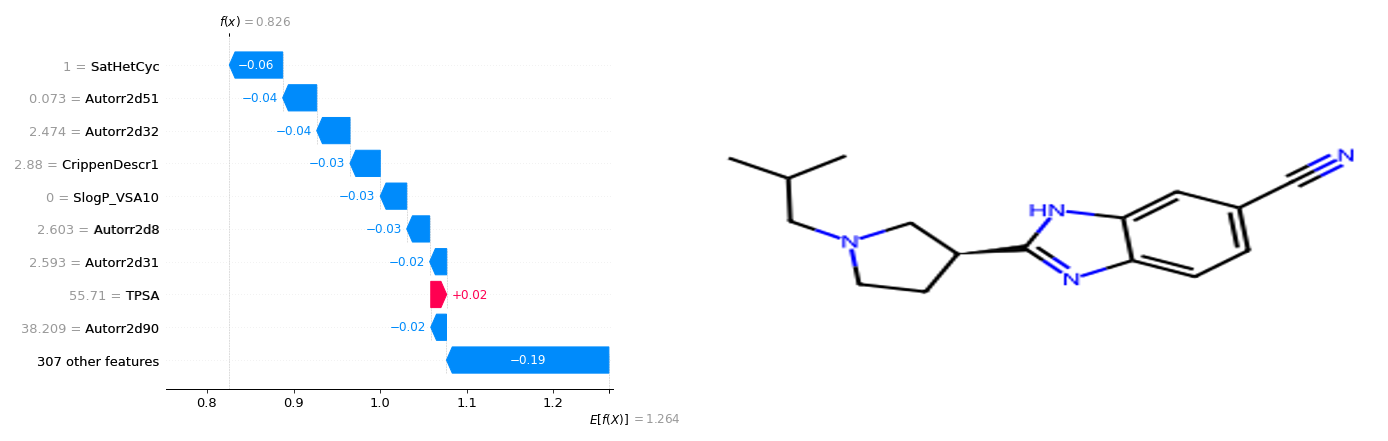 f(x) = 0.826
1 = SatHetCyc −0.06
0.073 = Autorr2d51 −0.04
2.474 = Autorr2d32 −0.04
2.88 = CrippenDescr1 −0.03
0 = SlogP_VSA10 −0.03
2.603 = Autorr2d8 −0.03
2.593 = Autorr2d31 −0.02
55.71 = TPSA +0.02
38.209 = Autorr2d90 −0.02
307 other features −0.19
0.8 0.9 1.0 1.1 1.2
E[f(X)] = 1.264
N
HN
N
N